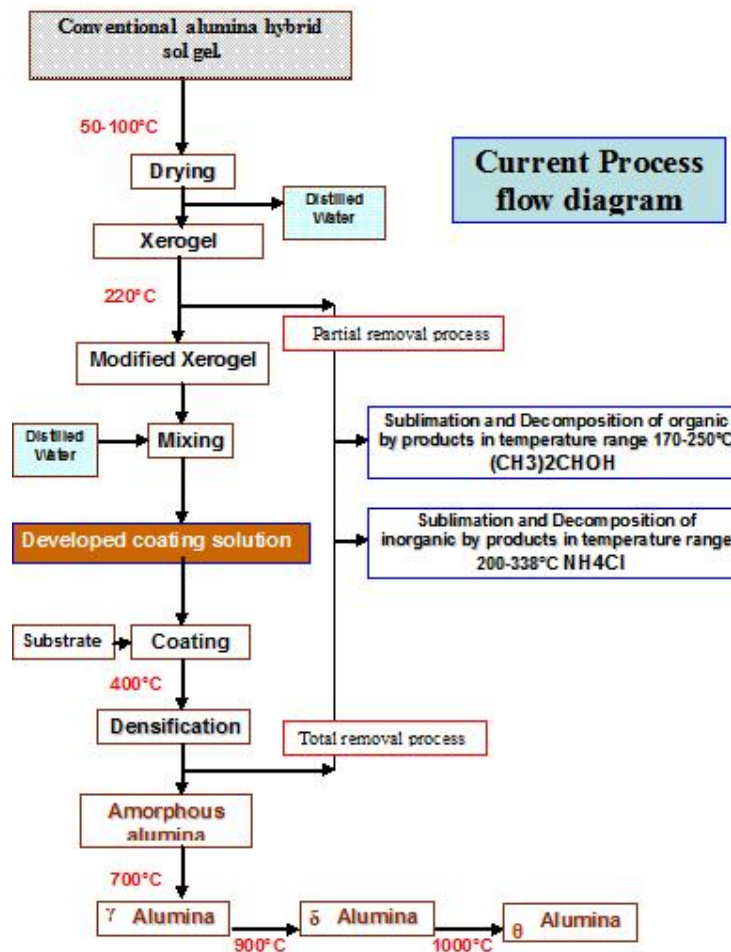 Conventional alumina hybrid
sol gel.
50-100°C
Current Process
flow diagram
Drying
Distilled
Water
Xerogel
220°C
Partial removal process
Modified Xerogel
Distilled
Water
Mixing
Sublimation and Decomposition of organic
by products in temperature range 170-250°C
(CH3)2CHOH
Developed coating solution
Sublimation and Decomposition of
inorganic by products in temperature range
200-338°C NH4Cl
Substrate
Coating
400°C
Densification
Total removal process
Amorphous
alumina
700°C
γ Alumina
δ Alumina
θ Alumina
900°C
1000°C